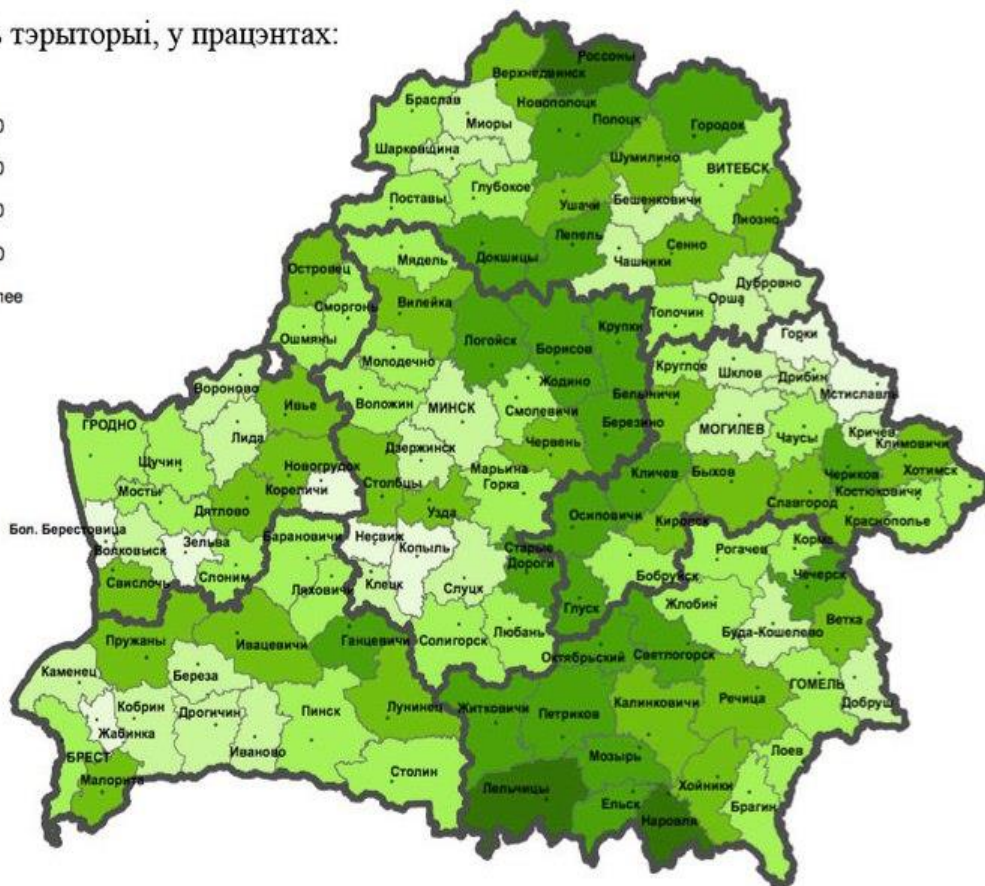 тэрыторыі, у працэнтах:
0
0
0
0
лее
Россоны
Верхнедвинск
Браслав
Новополоцк
Миоры
Полоцк
Городок
Шарковщина
Шумилино
ВИТЕБСК
Глубокое
Поставы
Ушачи
Бешенковичи
Лиозно
Лепель
Сенно
Докшицы
Чашники
Островец
Мядель
Дубровно
Орша
Сморгонь
Вилейка
Толочин
Крупки
Горки
Ошмяны
Логойск
Борисов
Молодечно
Круглое
Шклов
Дрибин
Жодино
Мстиславль
Вороново
Ивье
Воложин
МИНСК
Смолевичи
Белыничи
ГРОДНО
Березино
МОГИЛЕВ
Чаусы
Кричев
Климовичи
Лида
Дзержинск
Червень
Щучин
Новогрудок
Марьина
Горка
Кличев
Быхов
Чериков
Хотимск
Мосты
Кореличи
Столбцы
Костюковичи
Дятлово
Узда
Осиповичи
Славгород
Кировск
Краснополье
Бол. Берестовица
Волковыск
Зельва
Барановичи
Несвиж
Копыль
Старые
Дороги
Рогачев
Корма
Свислочь
Слоним
Ляховичи
Клецк
Слуцк
Бобруйск
Чечерск
Глуск
Жлобин
Любань
Буда-Кошелево
Ветка
Пружаны
Ивацевичи
Ганцевичи
Солигорск
Октябрьский
Светлогорск
Каменец
Береза
ГОМЕЛЬ
Речица
Калинковичи
Добруш
Кобрин
Дрогичин
Пинск
Лунинец
Житковичи
Петриков
Жабинка
Иваново
Лоев
БРЕСТ
Мозырь
Столин
Малорита
Хойники
Лельчицы
Ельск
Брагин
Наровля